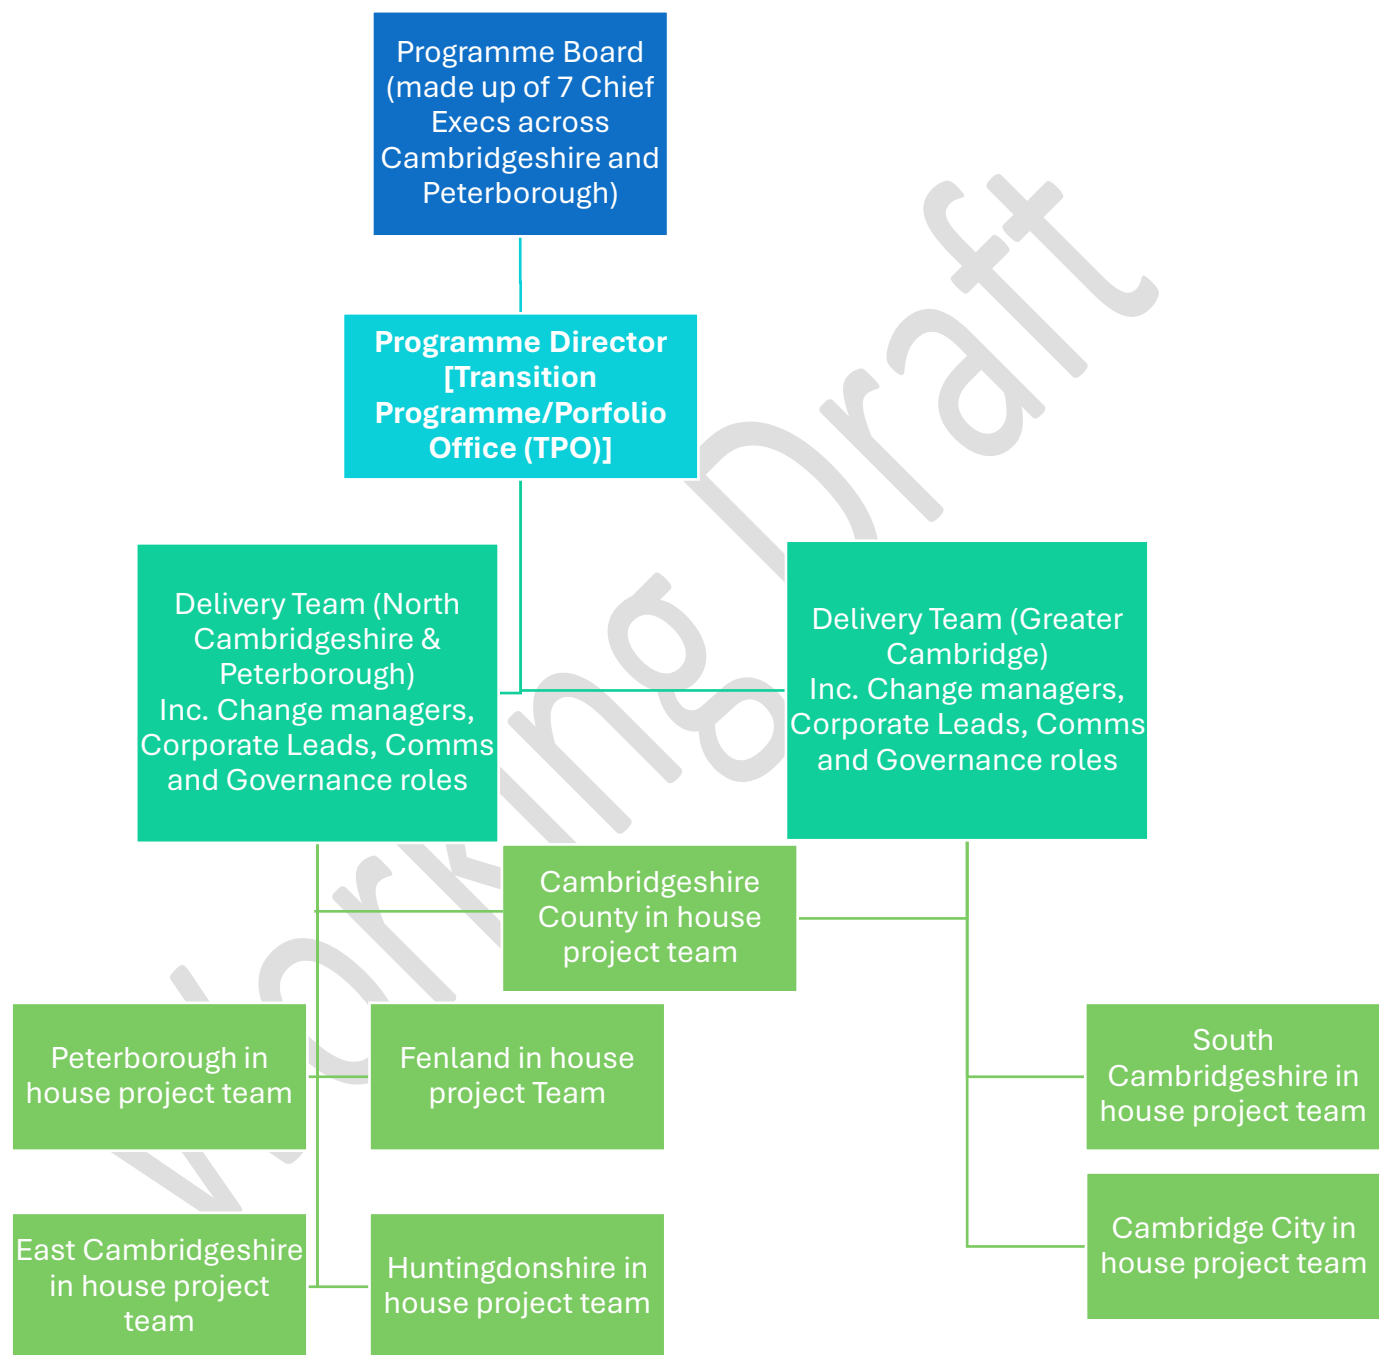 Programme Board
(made up of 7 Chief
Execs across
Cambridgeshire and
Peterborough)
Programme Director
[Transition
Programme/Porfolio
Office (TPO)]
Delivery Team (North
Cambridgeshire &
Peterborough)
Inc. Change managers,
Corporate Leads, Comms
and Governance roles
Delivery Team (Greater
Cambridge)
Inc. Change managers,
Corporate Leads, Comms
and Governance roles
Cambridgeshire
County in house
project team
Peterborough in
house project team
Fenland in house
project Team
South
Cambridgeshire in
house project team
East Cambridgeshire
in house project
team
Huntingdonshire in
house project team
Cambridge City in
house project team
Working Draft